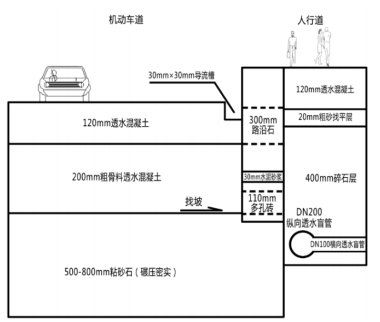 机动车道
人行道
30mm×30mm导流槽
120mm透水混凝土
120mm透水混凝土
20mm粗砂找平层
300mm
路沿石
200mm粗骨料透水混凝土
30mm水泥砂浆
400mm碎石层
110mm
多孔砖
找坡
DN200
纵向透水盲管
DN100横向透水盲管
500-800mm粘砂石（碾压密实）